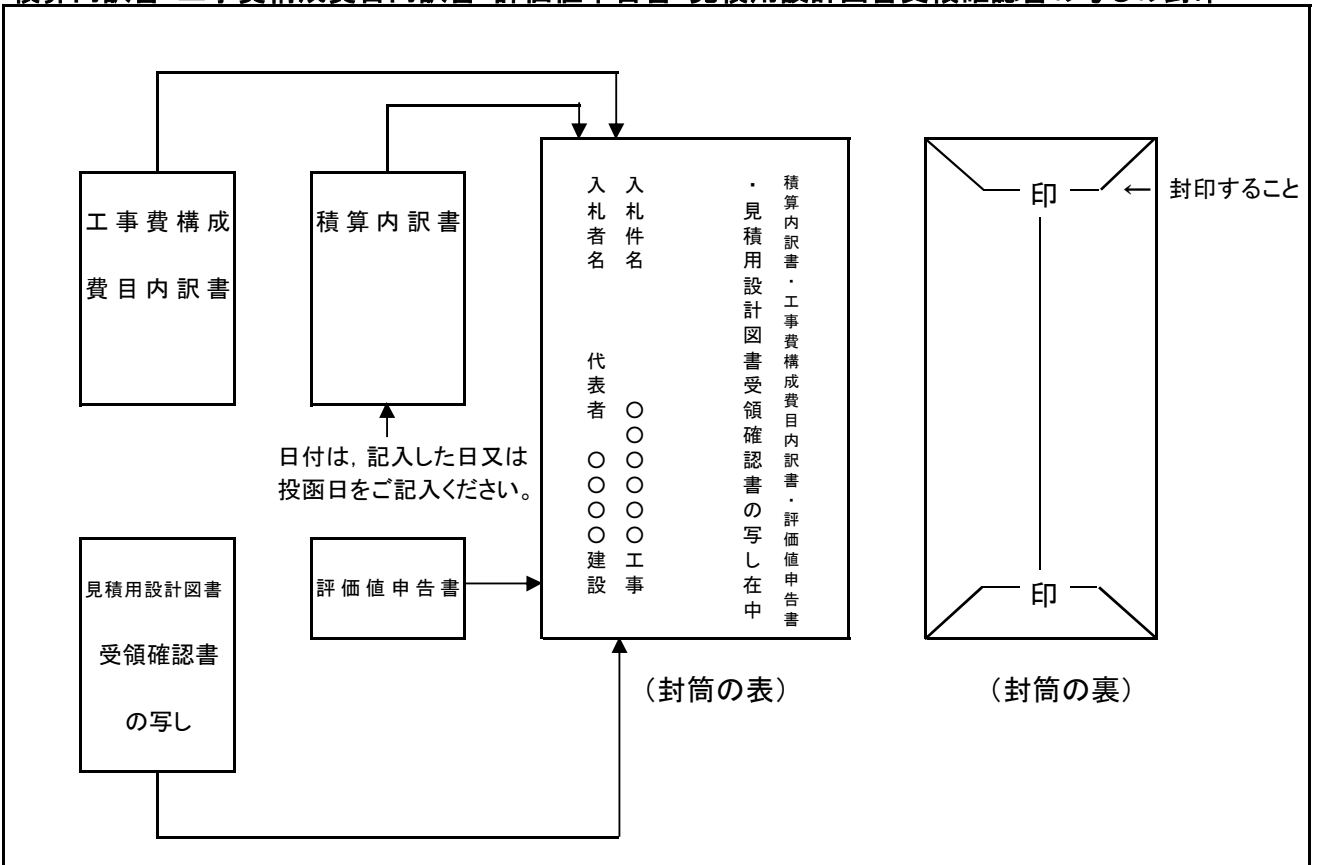 工事費構成
費目内訳書
積算内訳書
日付は，記入した日又は
投函日をご記入ください。
見積用設計図書
受領確認書
の写し
評価値申告書
積算内訳書・工事費構成費目内訳書・評価値申告書
・見積用設計図書受領確認書の写し在中
入札件名　○○○○○○工事
入札者名　代表者　○○○○建設
（封筒の表）
印
← 封印すること
印
（封筒の裏）